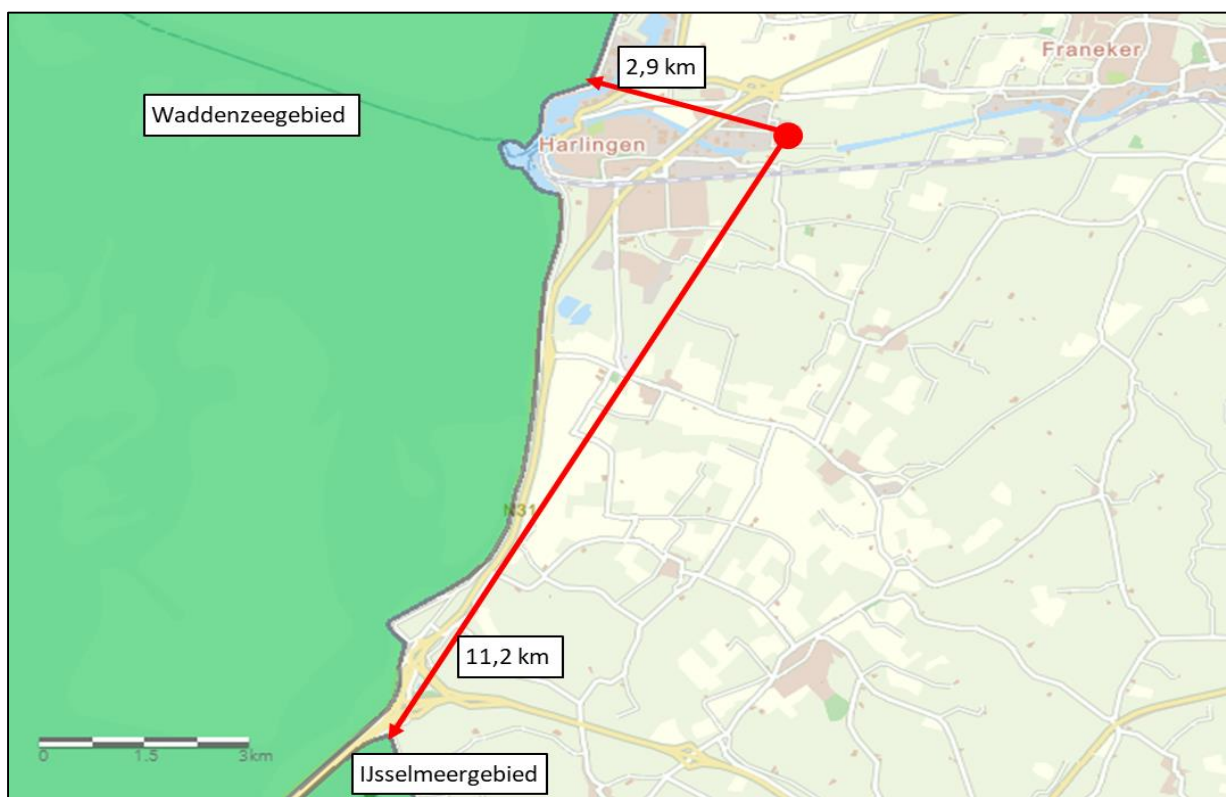 Franeker
2,9 km
Waddenzeegebied
Harlingen
N31
11,2 km
0 1.5 3km
IJsselmeergebied